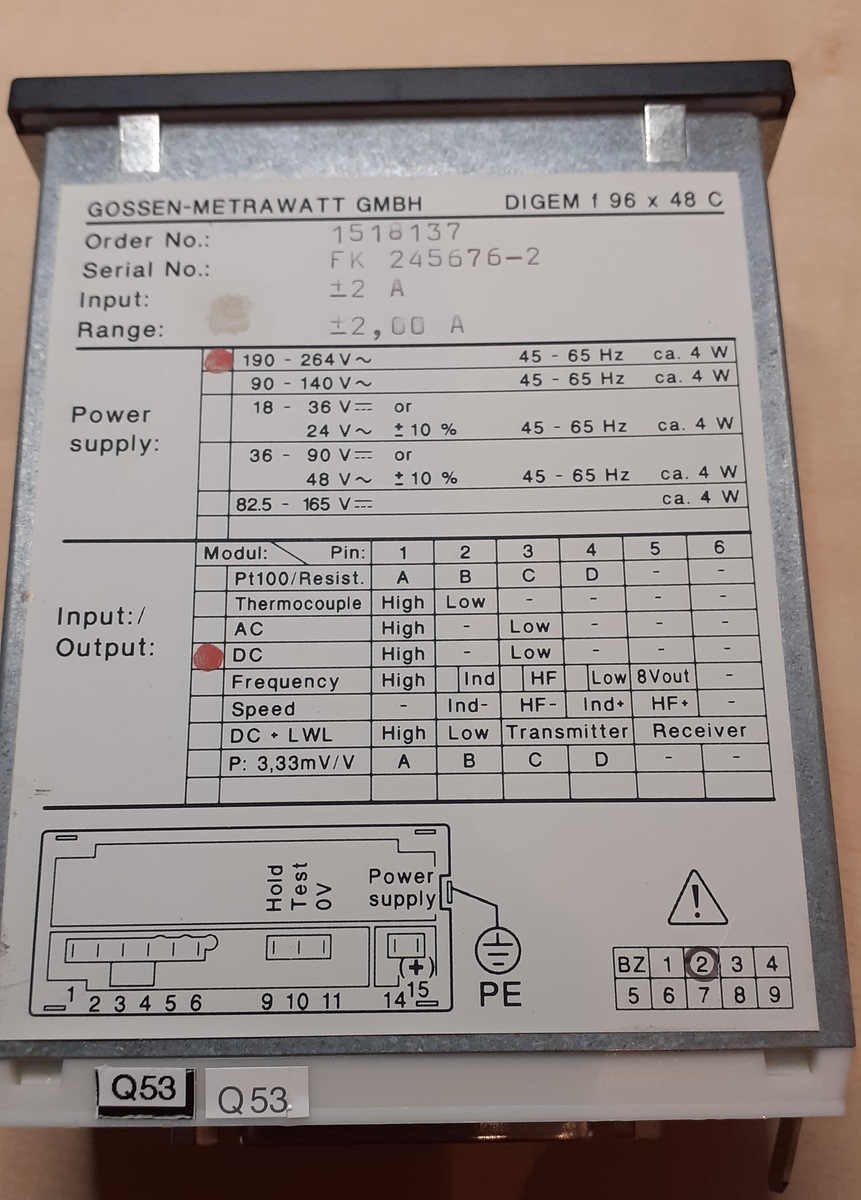 GOSSEN-METRAWATT GMBH DIGEM f 96 x 48 C
Order No.: 1518137
Serial No.: FK 245676-2
Input: ±2 A
Range: ±2,00 A
Power supply:
190 - 264 V~ 45 - 65 Hz ca. 4 W
90 - 140 V~ 45 - 65 Hz ca. 4 W
18 - 36 V⎓ or
24 V~ ±10 % 45 - 65 Hz ca. 4 W
36 - 90 V⎓ or
48 V~ ±10 % 45 - 65 Hz ca. 4 W
82.5 - 165 V⎓ ca. 4 W
Input:/
Output:
Modul: Pin: 1 2 3 4 5 6
Pt100/Resist. A B C D - -
Thermocouple High Low - - - -
AC High - Low - - -
DC High - Low - - -
Frequency High Ind HF Low 8Vout -
Speed - Ind- HF- Ind+ HF+ -
DC + LWL High Low Transmitter Receiver
P: 3,33mV/V A B C D - -
Hold
Test
0V
Power
supply
(+)
1 2 3 4 5 6 9 10 11 14 15
PE
BZ 1 2 3 4
5 6 7 8 9
Q53 Q53